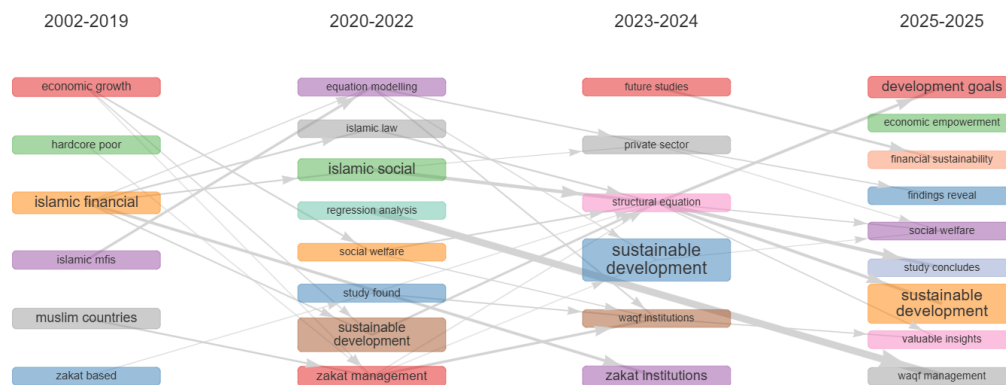 2002-2019
2020-2022
2023-2024
2025-2025
economic growth
hardcore poor
islamic financial
islamic mfis
muslim countries
zakat based
equation modelling
islamic law
islamic social
regression analysis
social welfare
study found
sustainable
development
zakat management
future studies
private sector
structural equation
sustainable
development
waqf institutions
zakat institutions
development goals
economic empowerment
financial sustainability
findings reveal
social welfare
study concludes
sustainable
development
valuable insights
waqf management